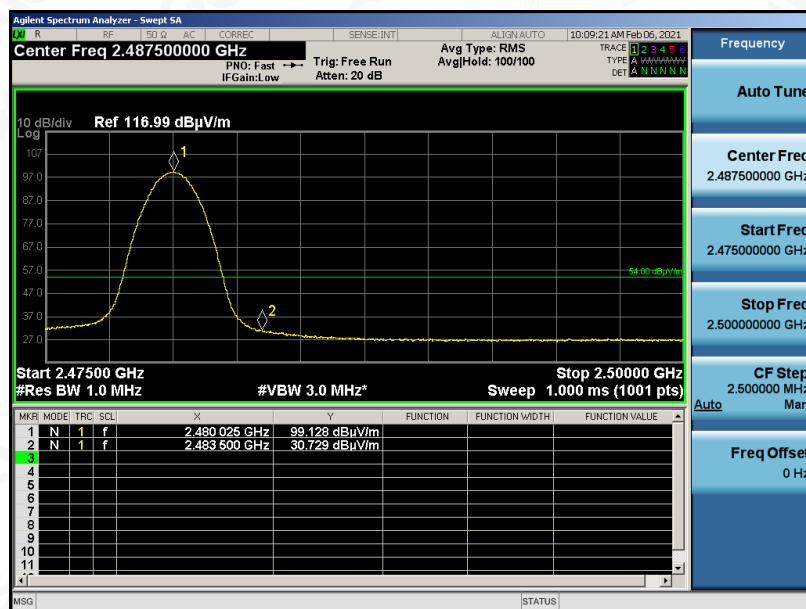 Agilent Spectrum Analyzer - Swept SA
LXI R RF 50 Ω AC CORREC SENSE:INT ALIGN AUTO 10:09:21 AM Feb 06, 2021
Center Freq 2.487500000 GHz
PNO: Fast
IFGain:Low
Trig: Free Run
Atten: 20 dB
Avg Type: RMS
Avg|Hold: 100/100
TRACE 1 2 3 4 5 6
TYPE A WWWWW
DET A N N N N N
10 dB/div Ref 116.99 dBµV/m
Log
107
97.0
87.0
77.0
67.0
57.0
47.0
37.0
27.0
1
2
54.00 dBµV/m
Start 2.47500 GHz Stop 2.50000 GHz
#Res BW 1.0 MHz #VBW 3.0 MHz* Sweep 1.000 ms (1001 pts)
MKR MODE TRC SCL X Y FUNCTION FUNCTION WIDTH FUNCTION VALUE
1 N 1 f 2.480 025 GHz 99.128 dBµV/m
2 N 1 f 2.483 500 GHz 30.729 dBµV/m
3
4
5
6
7
8
9
10
11
MSG STATUS
Frequency
Auto Tune
Center Freq
2.487500000 GHz
Start Freq
2.475000000 GHz
Stop Freq
2.500000000 GHz
CF Step
2.500000 MHz
Auto Man
Freq Offset
0 Hz